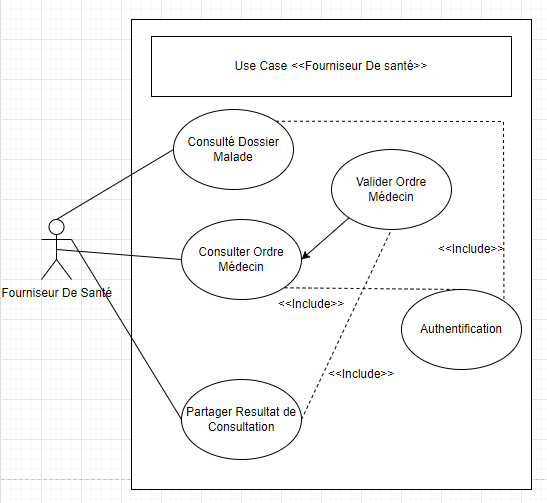 Use Case <<Fourniseur De santé>>
Consulté Dossier
Malade
Valider Ordre
Médecin
Consulter Ordre
Médecin
<<Include>>
Fourniseur De Santé
<<Include>>
Authentification
<<Include>>
Partager Resultat de
Consultation